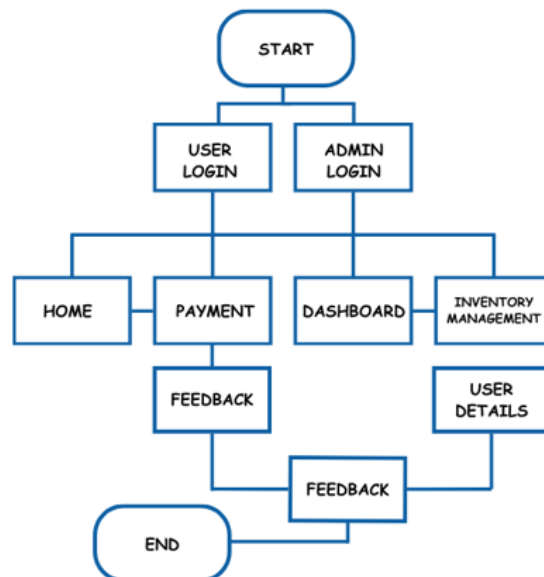 START
USER
LOGIN
ADMIN
LOGIN
HOME
PAYMENT
DASHBOARD
INVENTORY
MANAGEMENT
FEEDBACK
USER
DETAILS
FEEDBACK
END